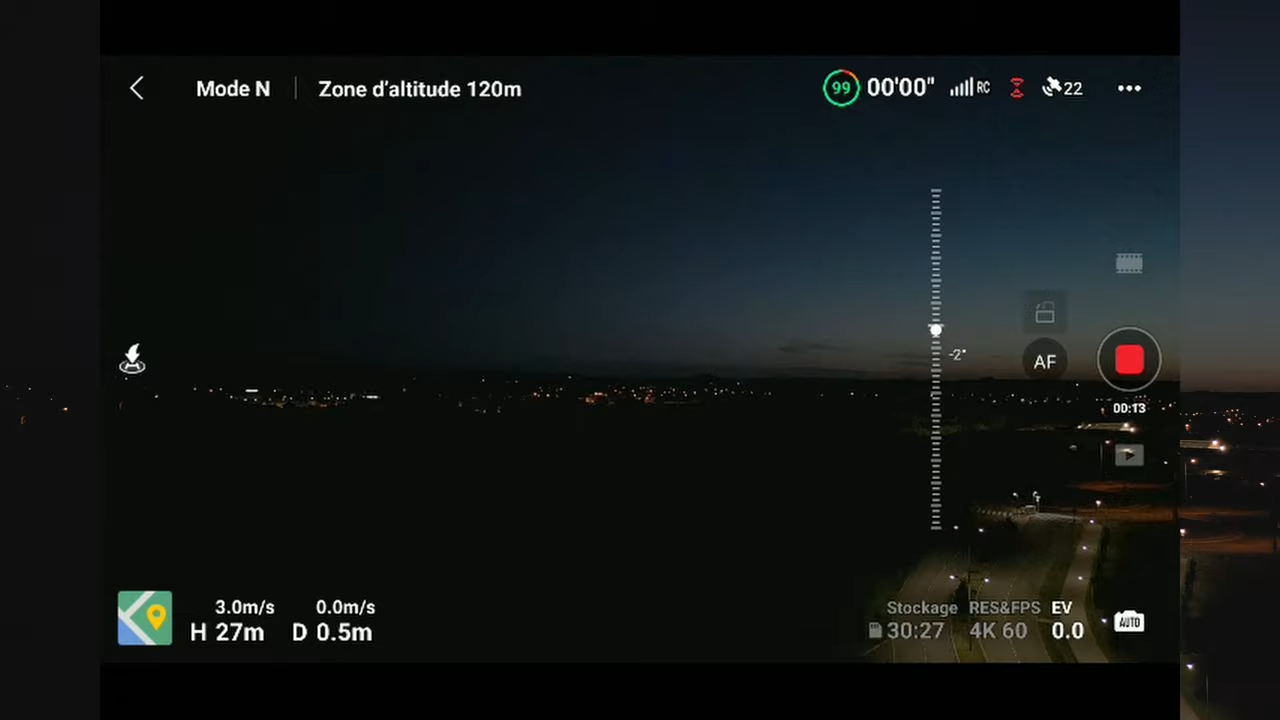 Mode N
Zone d'altitude 120m
99
00'00"
RC
22
-2°
AF
00:13
3.0m/s 0.0m/s
H 27m D 0.5m
Stockage RES&FPS EV
30:27 4K 60 0.0
AUTO